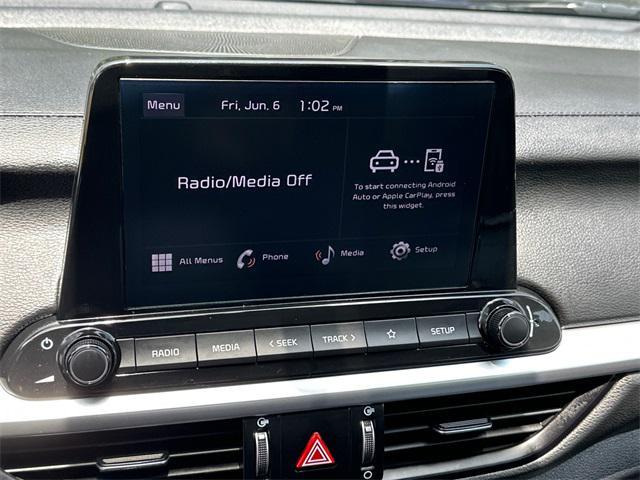 Menu Fri, Jun. 6 1:02 PM
Radio/Media Off
To start connecting Android
Auto or Apple CarPlay, press
this widget.
All Menus Phone Media Setup
RADIO MEDIA < SEEK TRACK > SETUP